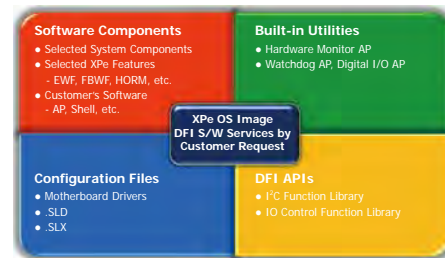 Software Components
● Selected System Components
● Selected XPe Features
- EWF, FBWF, HORM, etc.
● Customer's Software
- AP, Shell, etc.
Built-in Utilities
● Hardware Monitor AP
● Watchdog AP, Digital I/O AP
XPe OS Image
DFI S/W Services by
Customer Request
Configuration Files
● Motherboard Drivers
● .SLD
● .SLX
DFI APIs
● I²C Function Library
● IO Control Function Library